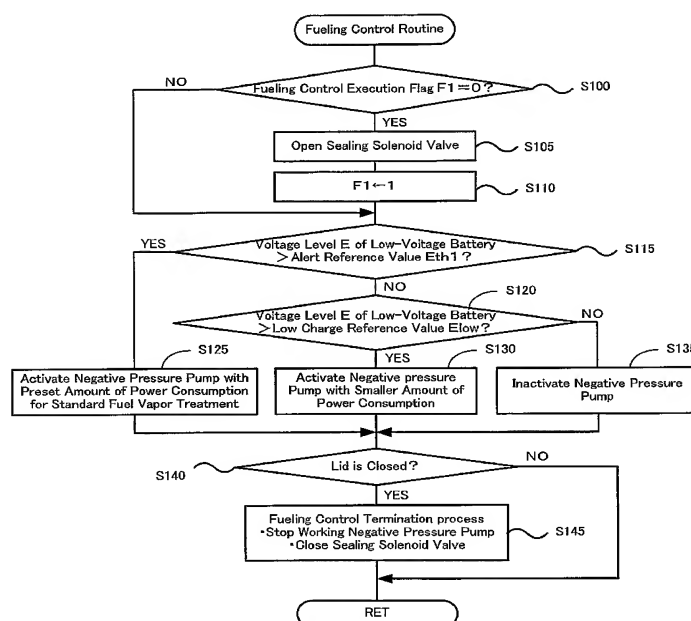 Fueling Control Routine
NO
Fueling Control Execution Flag F1=0?
S100
YES
Open Sealing Solenoid Valve
S105
F1←1
S110
YES
Voltage Level E of Low-Voltage Battery
>Alert Reference Value Eth1?
S115
NO
S120
Voltage Level E of Low-Voltage Battery
>Low Charge Reference Value Elow?
NO
S125
YES
S130
S135
Activate Negative Pressure Pump with
Preset Amount of Power Consumption
for Standard Fuel Vapor Treatment
Activate Negative pressure
Pump with Smaller Amount of
Power Consumption
Inactivate Negative Pressure
Pump
Lid is Closed?
NO
S140
YES
Fueling Control Termination process
・Stop Working Negative Pressure Pump
・Close Sealing Solenoid Valve
S145
RET